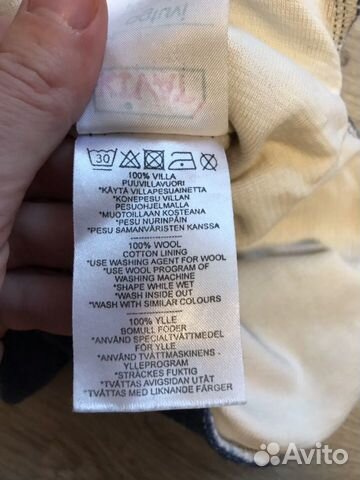 30
100% VILLA
PUUVILLAVUORI
*KÄYTÄ VILLAPESUAINETTA
*KONEPESU VILLAN
PESUOHJELMALLA
*MUOTOILLAAN KOSTEANA
*PESU NURINPÄIN
*PESU SAMANVÄRISTEN KANSSA
100% WOOL
COTTON LINING
*USE WASHING AGENT FOR WOOL
*USE WOOL PROGRAM OF
WASHING MACHINE
*SHAPE WHILE WET
*WASH INSIDE OUT
*WASH WITH SIMILAR COLOURS
100% YLLE
BOMULL FODER
*ANVÄND SPECIALTVÄTTMEDEL
FÖR YLLE
*ANVÄND TVÄTTMASKINENS
YLLEPROGRAM
*STRÄCKES FUKTIG
*TVÄTTAS AVIGSIDAN UTÅT
*TVÄTTAS MED LIKNANDE FÄRGER
Avito